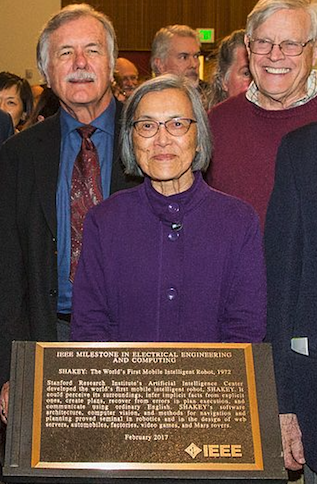 IEEE MILESTONE IN ELECTRICAL ENGINEERING
AND COMPUTING
SHAKEY: The World's First Mobile Intelligent Robot, 1972
Stanford Research Institute's Artificial Intelligence Center
developed the world's first mobile intelligent robot, SHAKEY. It
could perceive its surroundings, infer implicit facts from explicit
ones, create plans, recover from errors in plan execution, and
communicate using ordinary English. SHAKEY's software
architecture, computer vision, and methods for navigation and
planning proved seminal in robotics and in the design of web
servers, automobiles, factories, video games, and Mars rovers.
February 2017
IEEE